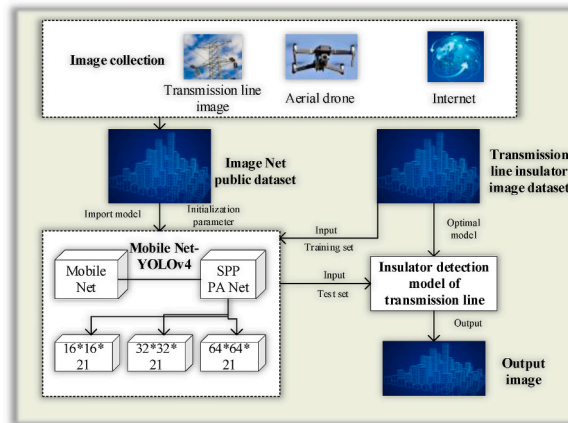 Image collection
Transmission line
image
Aerial drone
Internet
Image Net
public dataset
Transmission
line insulator
image dataset
Import model
Initialization
parameter
Input
Training set
Optimal
model
Mobile Net-
YOLOv4
Mobile
Net
SPP
PA Net
Input
Test set
Insulator detection
model of
transmission line
16*16*
21
32*32*
21
64*64*
21
Output
Output
image